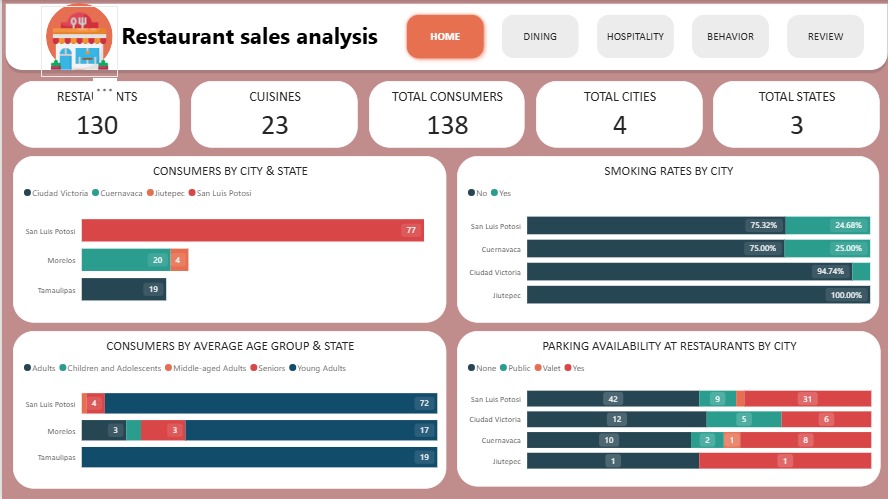 Restaurant sales analysis
HOME
DINING
HOSPITALITY
BEHAVIOR
REVIEW
CUISINES
TOTAL CONSUMERS
TOTAL CITIES
TOTAL STATES
130
23
138
4
3
CONSUMERS BY CITY & STATE
Ciudad Victoria Cuernavaca Jiutepec San Luis Potosi
San Luis Potosi 77
Morelos 20 4
Tamaulipas 19
SMOKING RATES BY CITY
No Yes
San Luis Potosi 75.32% 24.68%
Cuernavaca 75.00% 25.00%
Ciudad Victoria 94.74%
Jiutepec 100.00%
CONSUMERS BY AVERAGE AGE GROUP & STATE
Adults Children and Adolescents Middle-aged Adults Seniors Young Adults
San Luis Potosi 4 72
Morelos 3 3 17
Tamaulipas 19
PARKING AVAILABILITY AT RESTAURANTS BY CITY
None Public Valet Yes
San Luis Potosi 42 9 31
Ciudad Victoria 12 5 6
Cuernavaca 10 2 1 8
Jiutepec 1 1